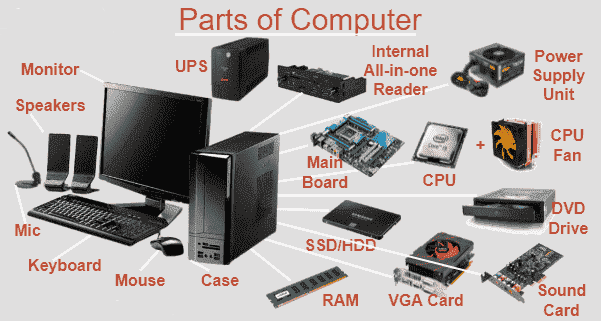 Parts of Computer
UPS
Internal
All-in-one
Reader
Power
Supply
Unit
Monitor
Speakers
Main
Board
CPU
+
CPU
Fan
Mic
Keyboard
Mouse
Case
SSD/HDD
DVD
Drive
RAM
VGA Card
Sound
Card